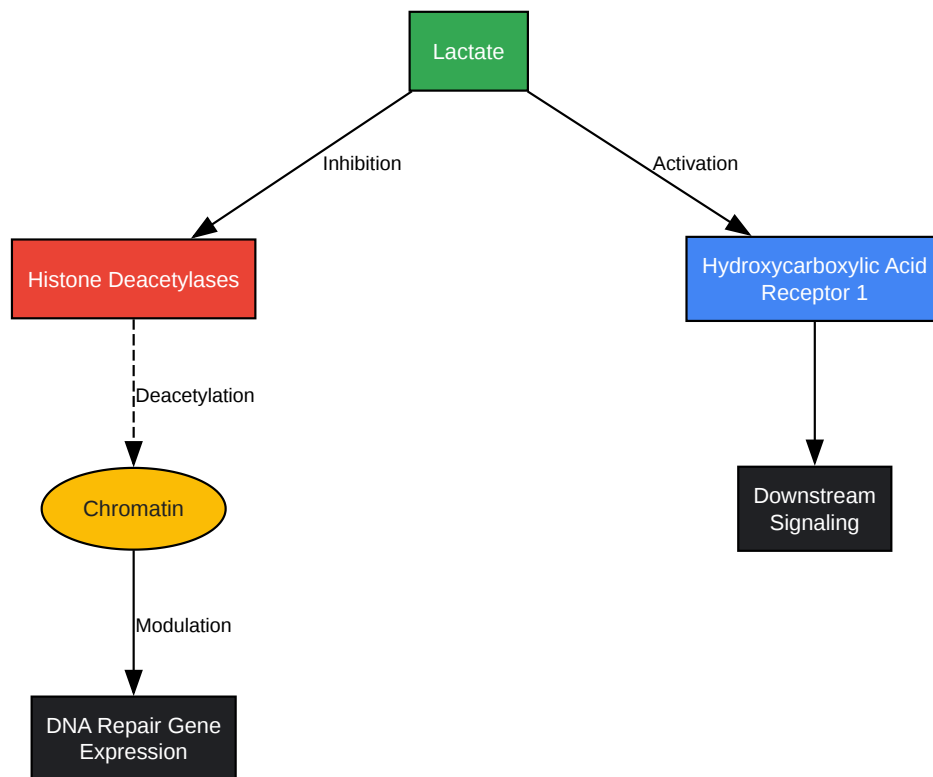 Lactate
Inhibition
Activation
Histone Deacetylases
Hydroxycarboxylic Acid
Receptor 1
Deacetylation
Chromatin
Downstream
Signaling
Modulation
DNA Repair Gene
Expression